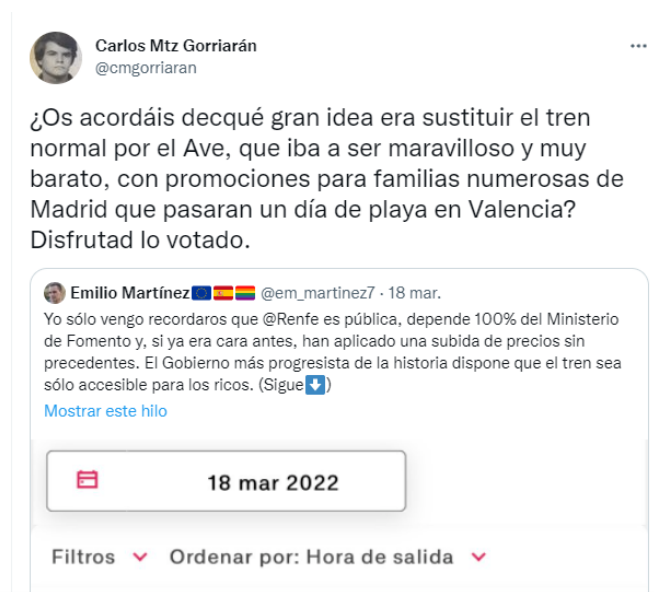 Carlos Mtz Gorriarán
@cmgorriaran
¿Os acordáis decqué gran idea era sustituir el tren
normal por el Ave, que iba a ser maravilloso y muy
barato, con promociones para familias numerosas de
Madrid que pasaran un día de playa en Valencia?
Disfrutad lo votado.
Emilio Martínez🇪🇺🇪🇸🏳️‍🌈 @em_martinez7 · 18 mar.
Yo sólo vengo recordaros que @Renfe es pública, depende 100% del Ministerio
de Fomento y, si ya era cara antes, han aplicado una subida de precios sin
precedentes. El Gobierno más progresista de la historia dispone que el tren sea
sólo accesible para los ricos. (Sigue⬇️)
Mostrar este hilo
18 mar 2022
Filtros Ordenar por: Hora de salida